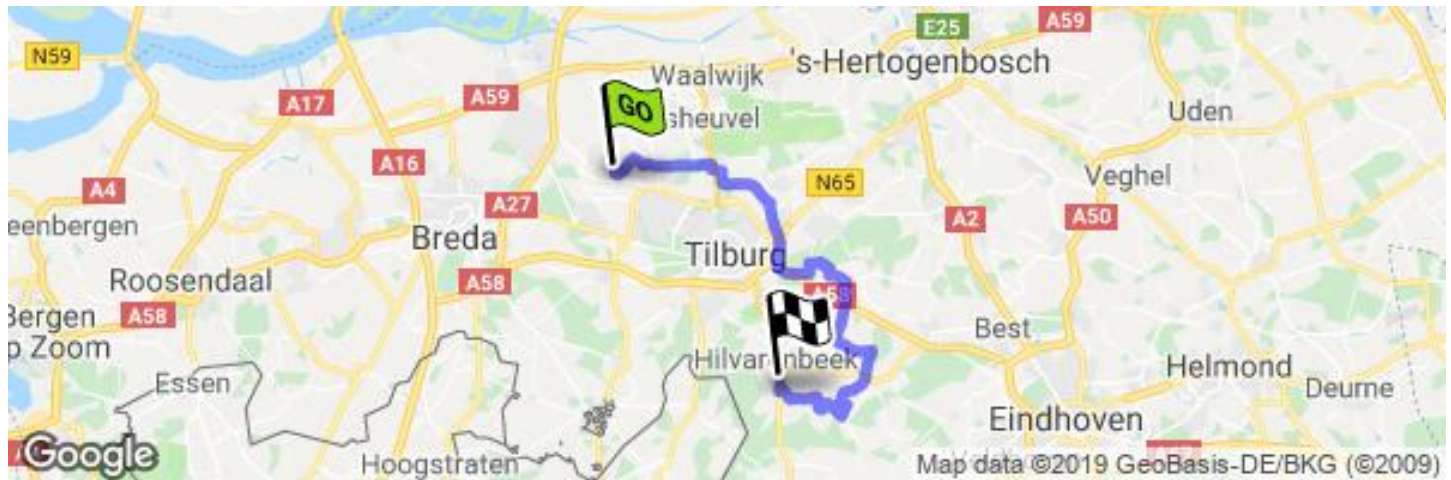 N59
A17
A59
Waalwijk
E25
A59
's-Hertogenbosch
GO
sheuvel
Uden
A16
A4
N65
Veghel
eenbergen
A27
A2
A50
Breda
Tilburg
Roosendaal
A58
A58
Bergen
A58
p Zoom
Best
Essen
Hilvarenbeek
Helmond
Deurne
Eindhoven
Google
Hoogstraten
Map data ©2019 GeoBasis-DE/BKG (©2009)